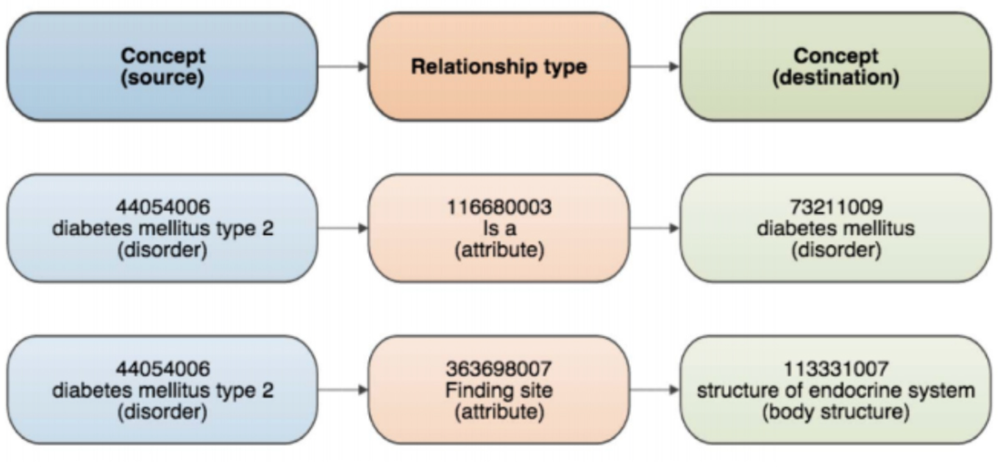 Concept
(source)
Relationship type
Concept
(destination)
44054006
diabetes mellitus type 2
(disorder)
116680003
Is a
(attribute)
73211009
diabetes mellitus
(disorder)
44054006
diabetes mellitus type 2
(disorder)
363698007
Finding site
(attribute)
113331007
structure of endocrine system
(body structure)